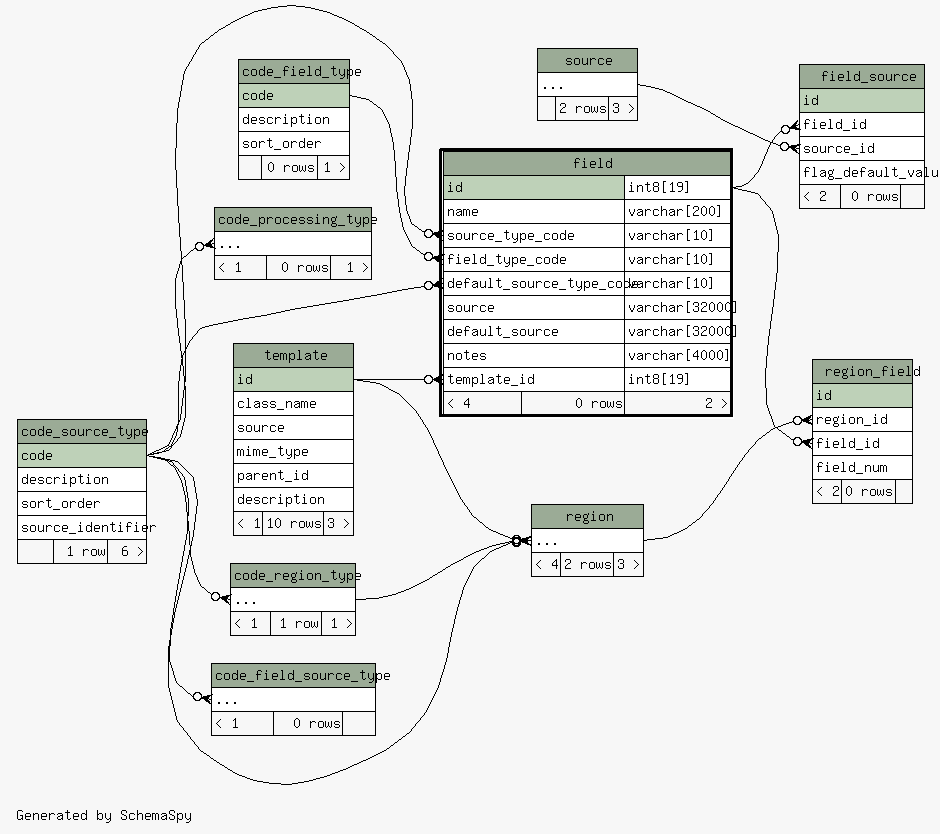 code_field_type
code
description
sort_order
0 rows 1 >
source
...
2 rows 3 >
field_source
id
field_id
source_id
flag_default_valu
< 2 0 rows
field
id int8[19]
name varchar[200]
source_type_code varchar[10]
field_type_code varchar[10]
default_source_type_code varchar[10]
source varchar[32000]
default_source varchar[32000]
notes varchar[4000]
template_id int8[19]
< 4 0 rows 2 >
code_processing_type
...
< 1 0 rows 1 >
template
id
class_name
source
mime_type
parent_id
description
< 1 10 rows 3 >
region_field
id
region_id
field_id
field_num
< 2 0 rows
code_source_type
code
description
sort_order
source_identifier
1 row 6 >
region
...
< 4 2 rows 3 >
code_region_type
...
< 1 1 row 1 >
code_field_source_type
...
< 1 0 rows
Generated by SchemaSpy